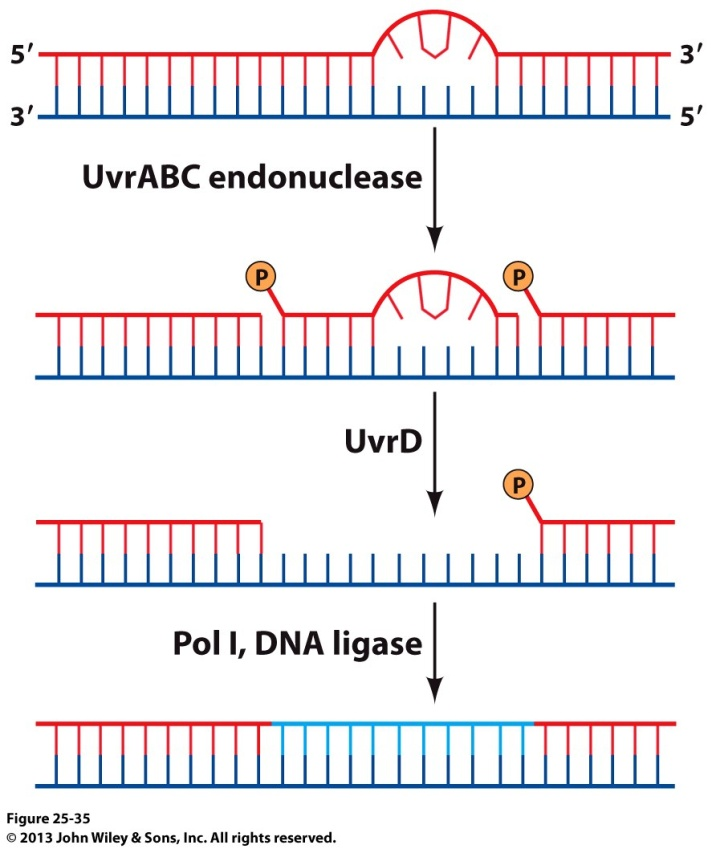 5′ 3′
3′ 5′
UvrABC endonuclease
P P
UvrD
P
Pol I, DNA ligase
Figure 25-35
© 2013 John Wiley & Sons, Inc. All rights reserved.